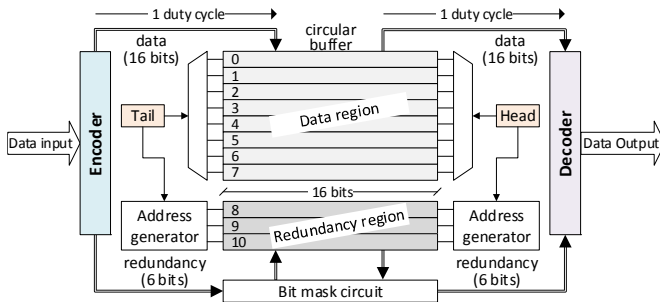 1 duty cycle
circular
buffer
1 duty cycle
data
(16 bits)
data
(16 bits)
0
1
2
3
4
5
6
7
Data region
Tail
Head
Data input
Encoder
Decoder
Data Output
16 bits
Address
generator
8
9
10
Redundancy region
Address
generator
redundancy
(6 bits)
Bit mask circuit
redundancy
(6 bits)